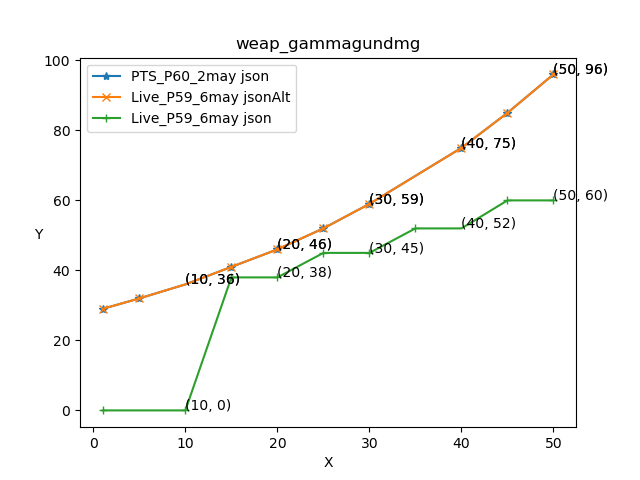 weap_gammagundmg
PTS_P60_2may json
Live_P59_6may jsonAlt
Live_P59_6may json
100
80
60
40
20
0
Y
(50, 96)
(40, 75)
(30, 59)
(20, 46)
(10, 36)
(50, 60)
(40, 52)
(30, 45)
(20, 38)
(10, 0)
0 10 20 30 40 50
X